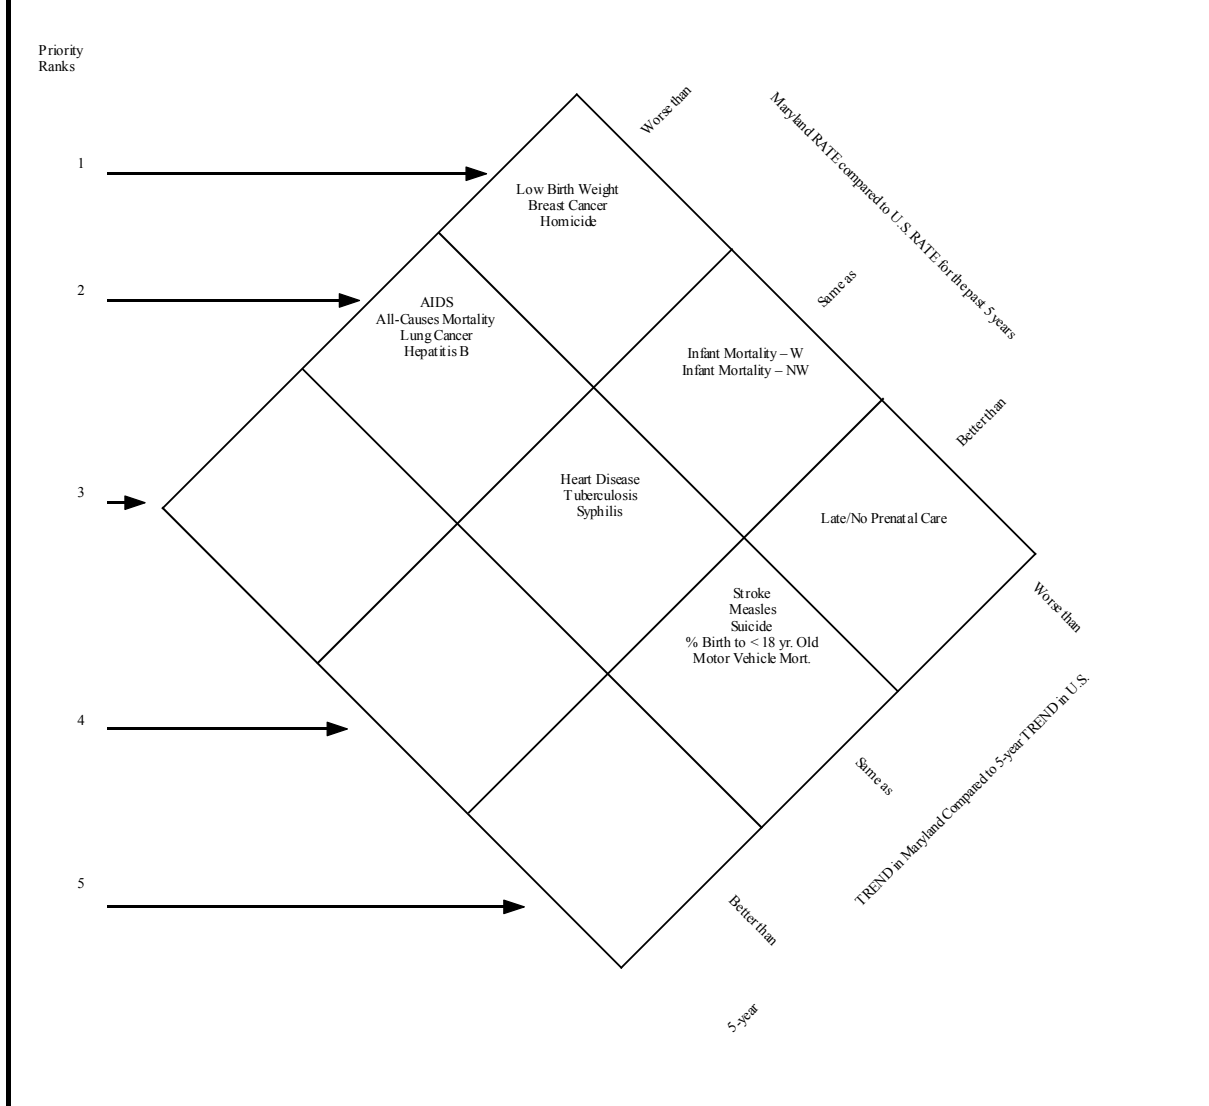 Priority
Ranks
Worse than
Maryland RATE compared to U.S. RATE for the past 5 years
1
Low Birth Weight
Breast Cancer
Homicide
Same as
2
AIDS
All-Causes Mortality
Lung Cancer
Hepatitis B
Infant Mortality – W
Infant Mortality – NW
Better than
3
Heart Disease
Tuberculosis
Syphilis
Late/No Prenatal Care
Worse than
Stroke
Measles
Suicide
% Birth to < 18 yr. Old
Motor Vehicle Mort.
4
Same as
TREND in Maryland Compared to 5-year TREND in U.S.
5
Better than
5-year